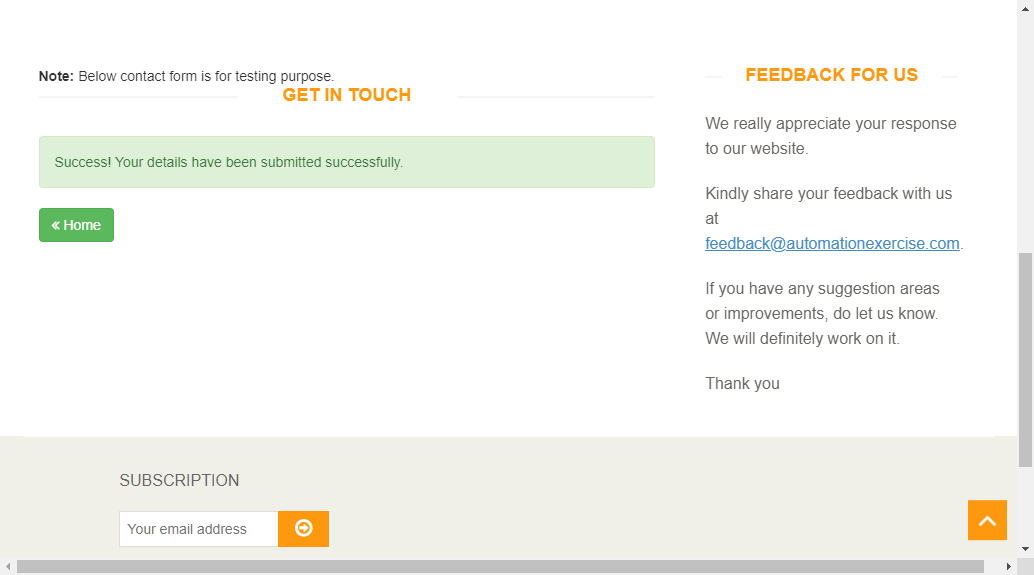 Note: Below contact form is for testing purpose.
GET IN TOUCH
Success! Your details have been submitted successfully.
« Home
FEEDBACK FOR US
We really appreciate your response
to our website.
Kindly share your feedback with us
at
feedback@automationexercise.com.
If you have any suggestion areas
or improvements, do let us know.
We will definitely work on it.
Thank you
SUBSCRIPTION
Your email address